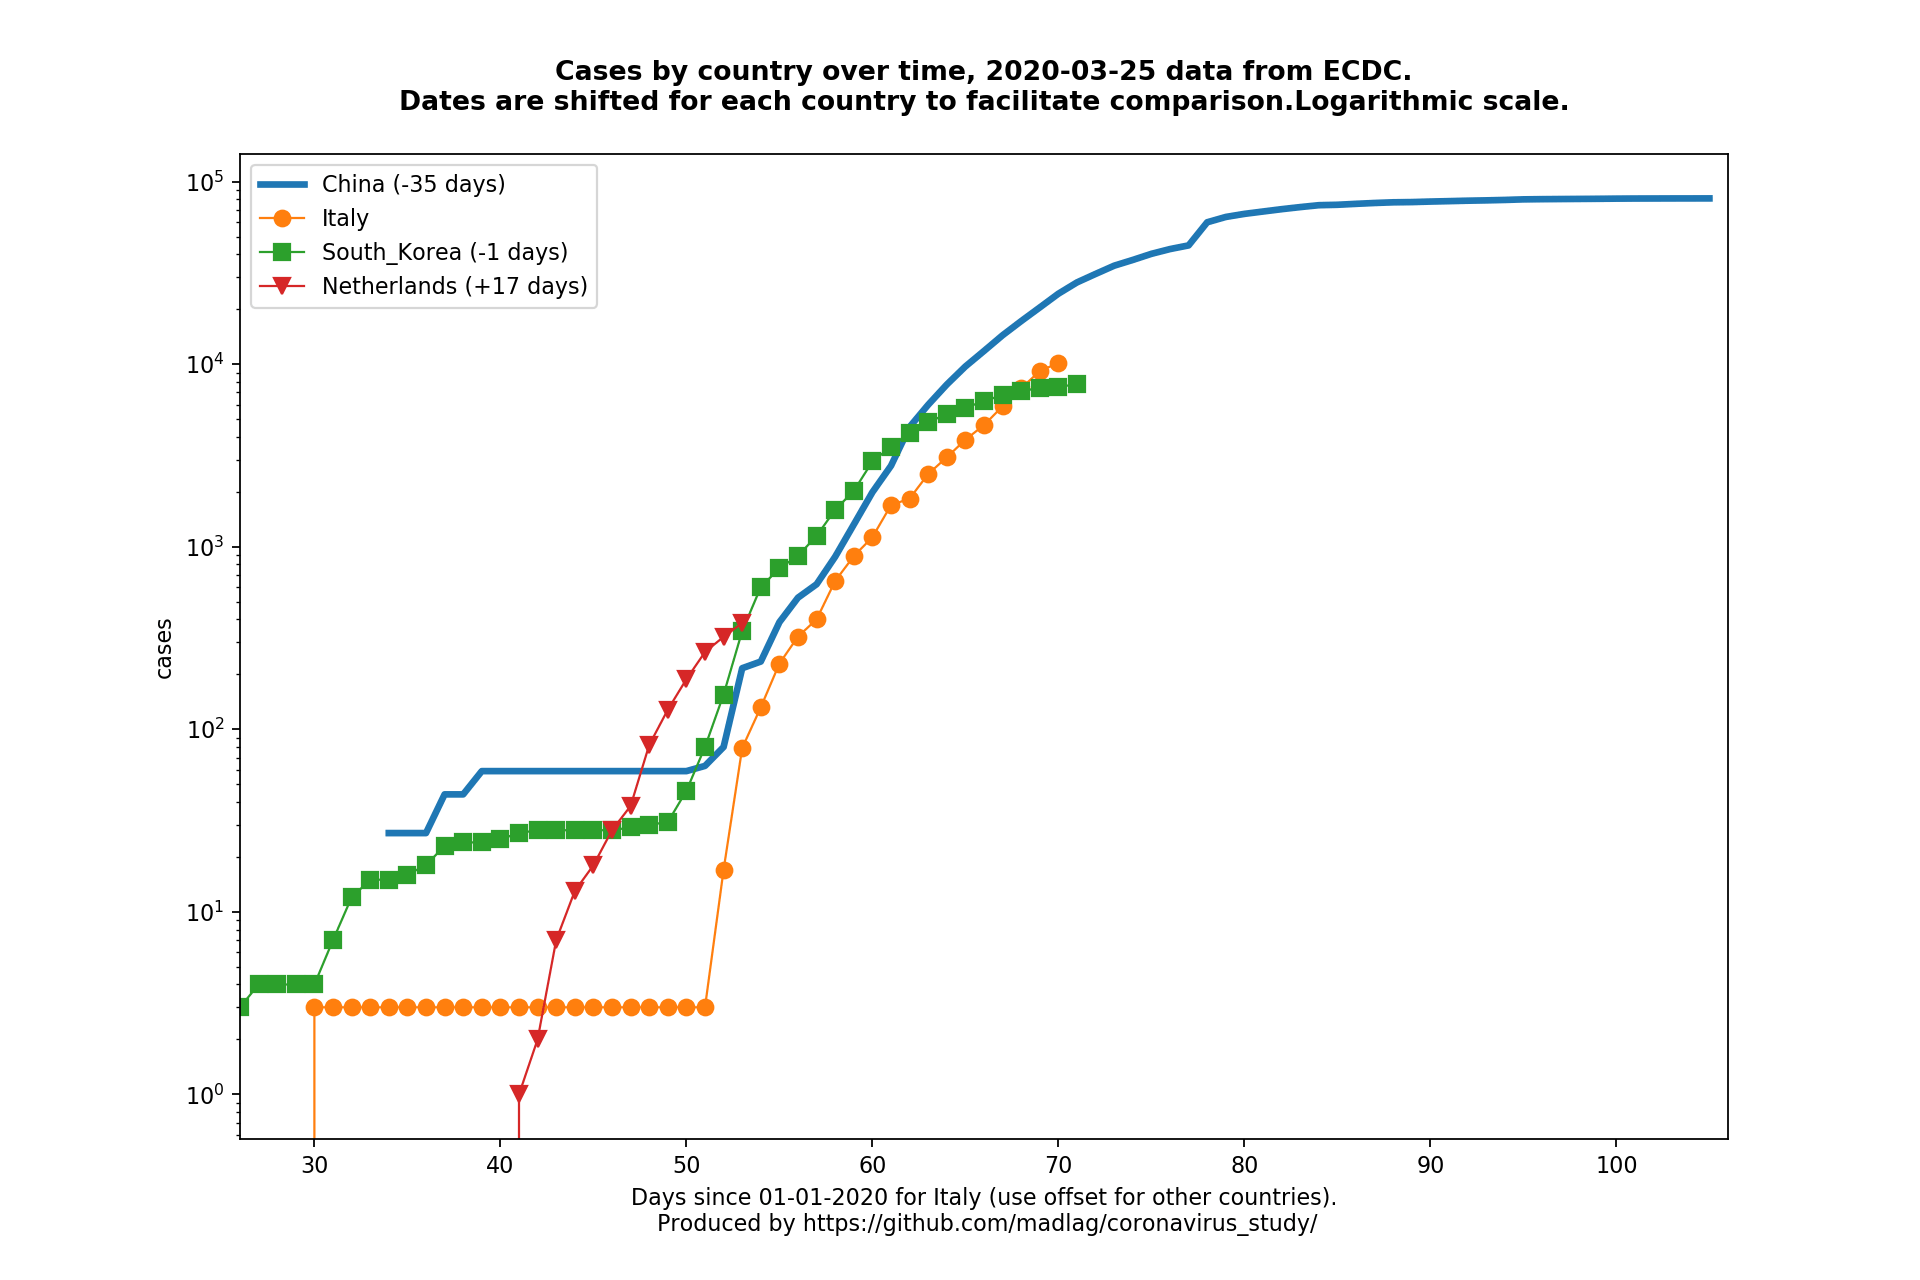 Cases by country over time, 2020-03-25 data from ECDC.
Dates are shifted for each country to facilitate comparison.Logarithmic scale.
China (-35 days)
Italy
South_Korea (-1 days)
Netherlands (+17 days)
10^5
10^4
10^3
10^2
10^1
10^0
cases
30 40 50 60 70 80 90 100
Days since 01-01-2020 for Italy (use offset for other countries).
Produced by https://github.com/madlag/coronavirus_study/